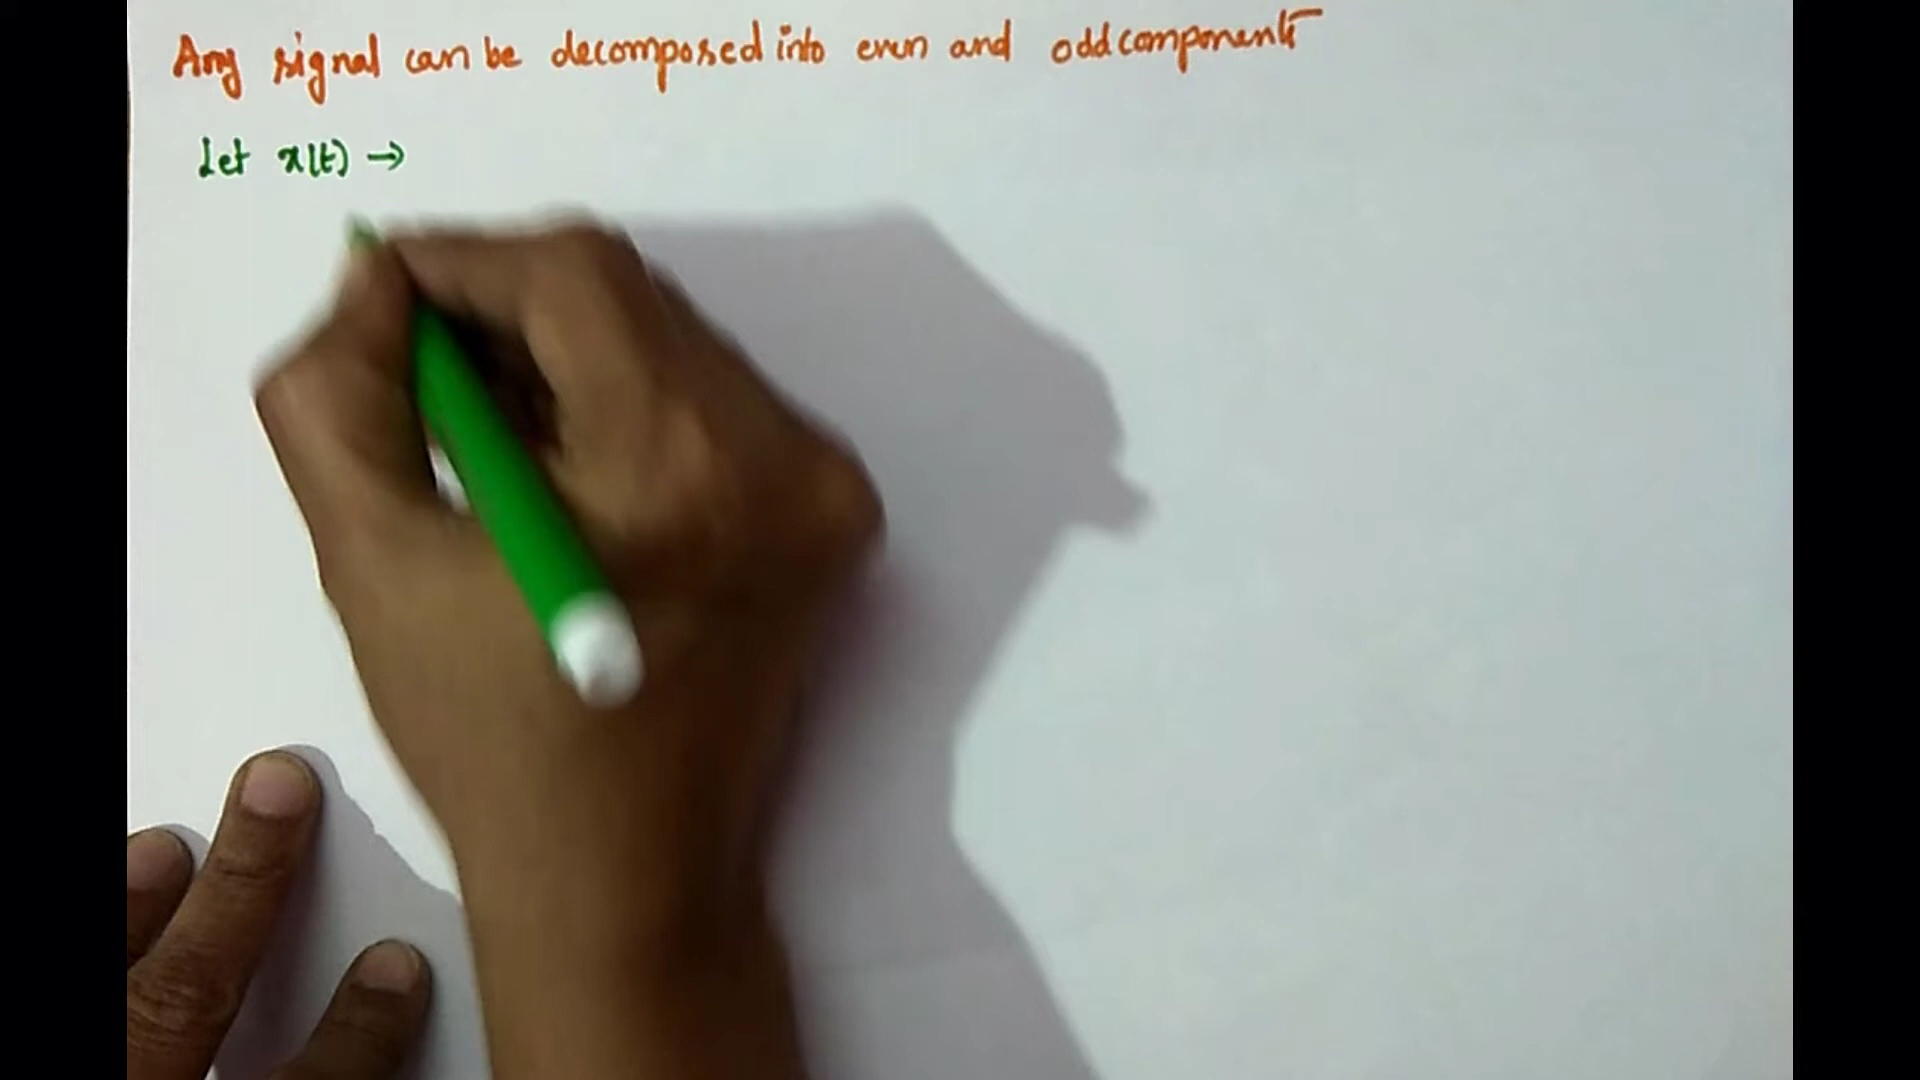 Any signal can be decomposed into even and odd components
Let x(t) →